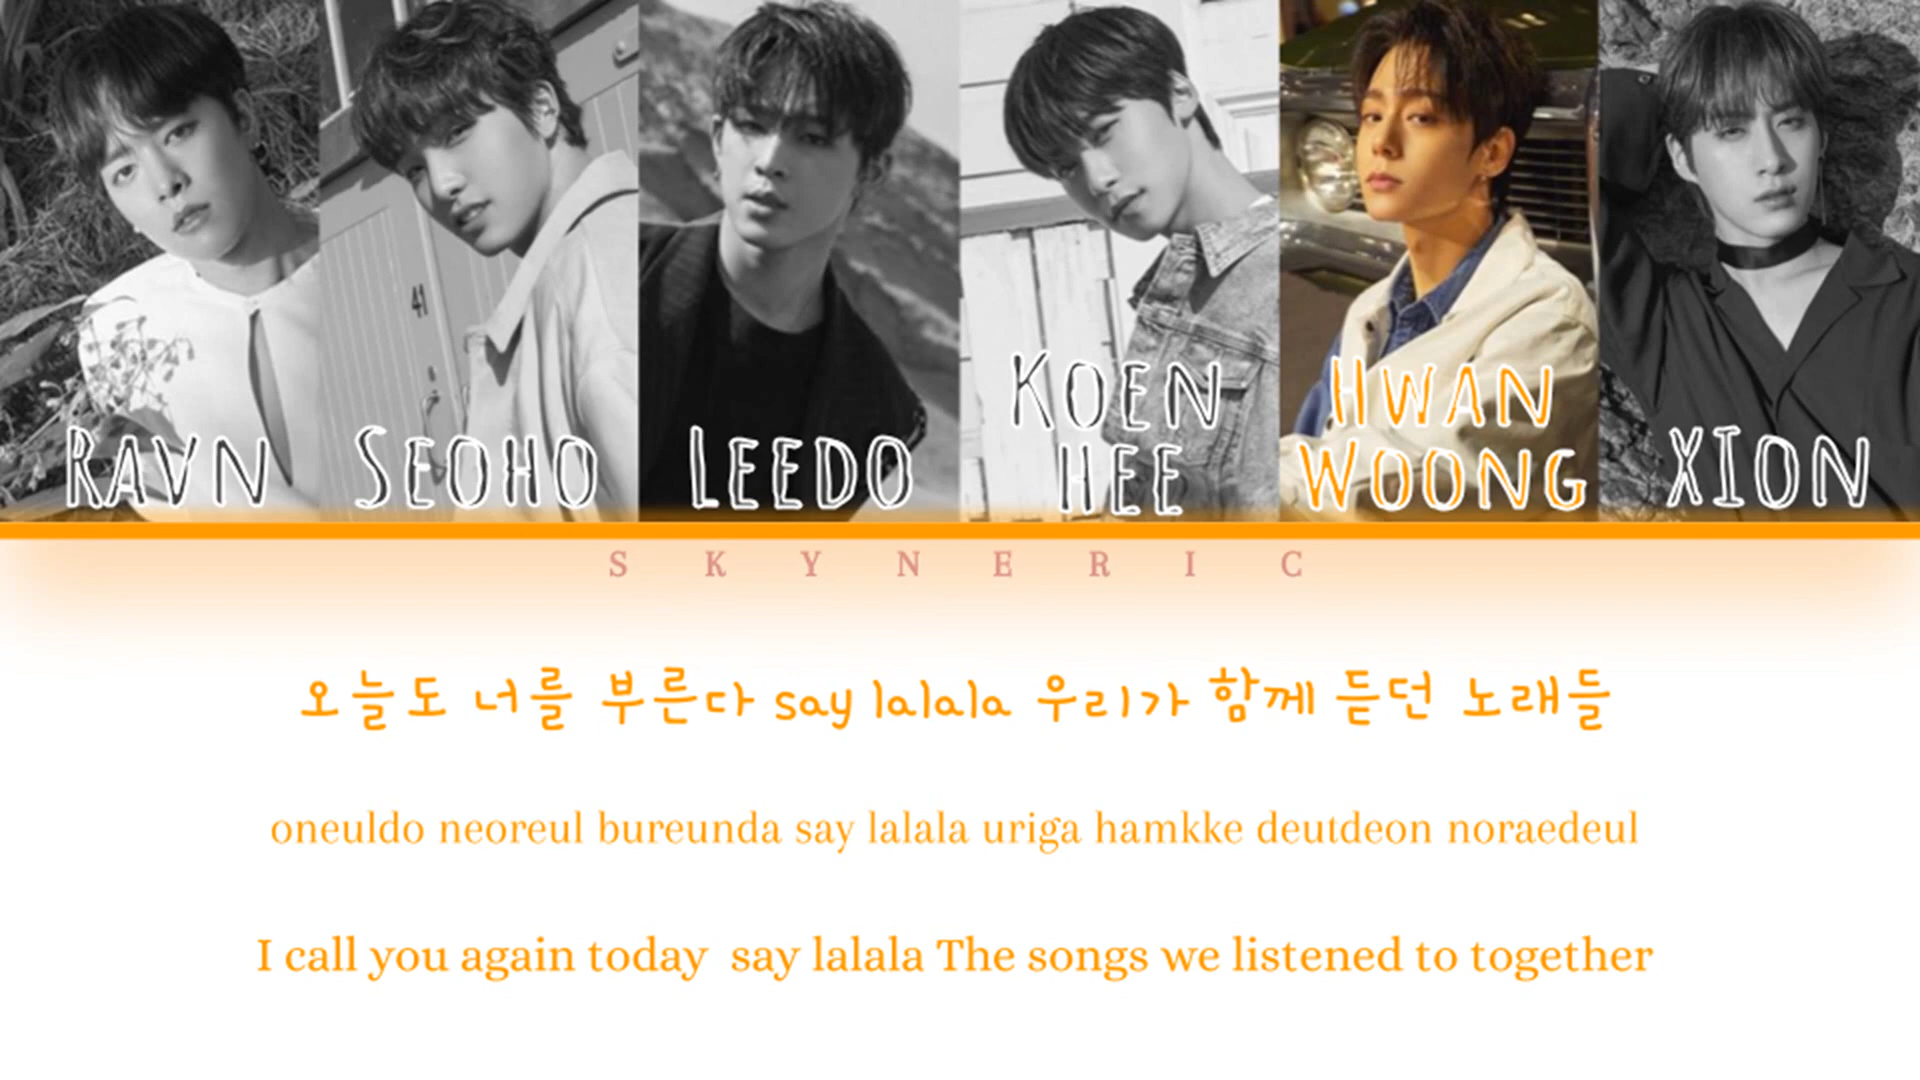 41
RAVN
SEOHO
LEEDO
KOEN
HEE
HWAN
WOONG
XION
SKYNERIC
오늘도 너를 부른다 say lalala 우리가 함께 듣던 노래들
oneuldo neoreul bureunda say lalala uriga hamkke deutdeon noraedeul
I call you again today say lalala The songs we listened to together